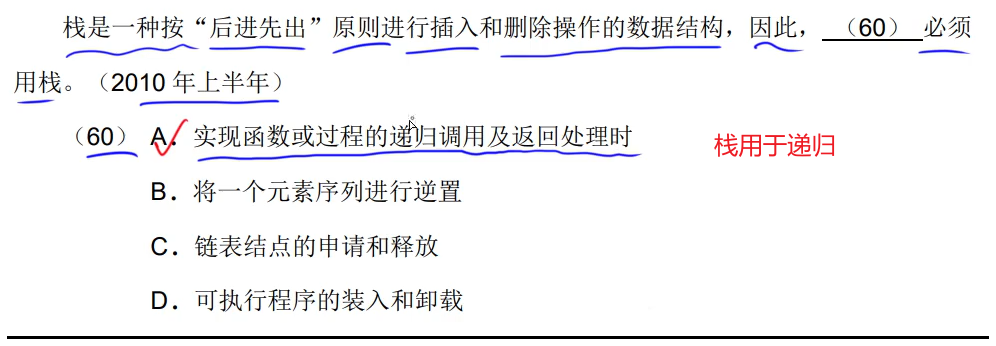 栈是一种按“后进先出”原则进行插入和删除操作的数据结构，因此，（60）必须
用栈。（2010 年上半年）
（60） A．实现函数或过程的递归调用及返回处理时
栈用于递归
B．将一个元素序列进行逆置
C．链表结点的申请和释放
D．可执行程序的装入和卸载